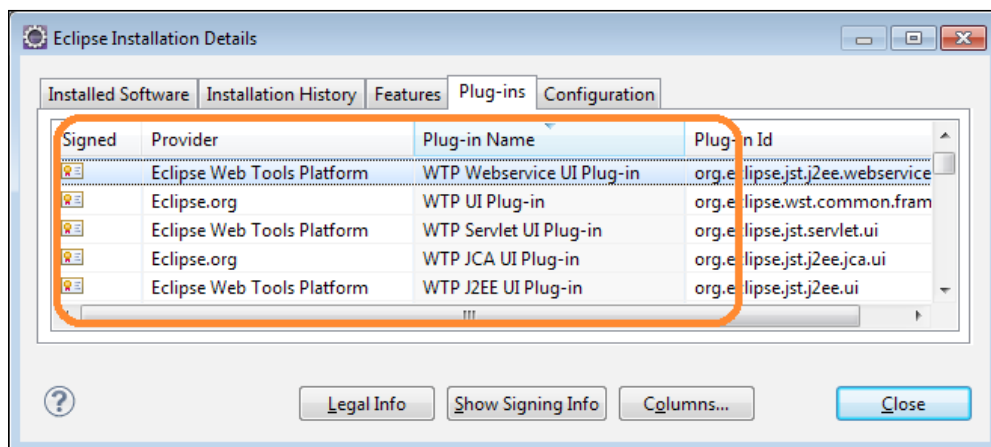 Eclipse Installation Details
Installed Software Installation History Features Plug-ins Configuration
Signed Provider Plug-in Name Plug-in Id
Eclipse Web Tools Platform WTP Webservice UI Plug-in org.eclipse.jst.j2ee.webservice
Eclipse.org WTP UI Plug-in org.eclipse.wst.common.fram
Eclipse Web Tools Platform WTP Servlet UI Plug-in org.eclipse.jst.servlet.ui
Eclipse.org WTP JCA UI Plug-in org.eclipse.jst.j2ee.jca.ui
Eclipse Web Tools Platform WTP J2EE UI Plug-in org.eclipse.jst.j2ee.ui
? Legal Info Show Signing Info Columns... Close